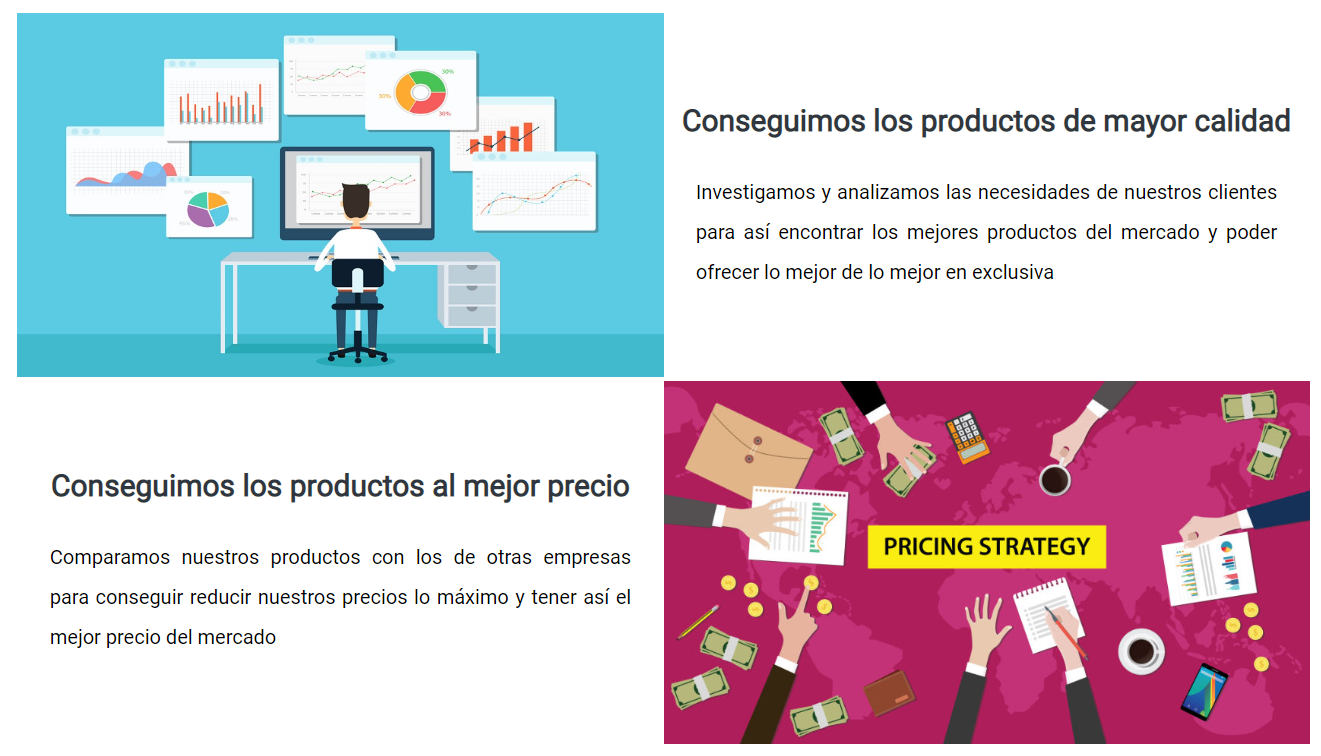 30%
30%
30%
Conseguimos los productos de mayor calidad
Investigamos y analizamos las necesidades de nuestros clientes
para así encontrar los mejores productos del mercado y poder
ofrecer lo mejor de lo mejor en exclusiva
Conseguimos los productos al mejor precio
Comparamos nuestros productos con los de otras empresas
para conseguir reducir nuestros precios lo máximo y tener así el
mejor precio del mercado
PRICING STRATEGY